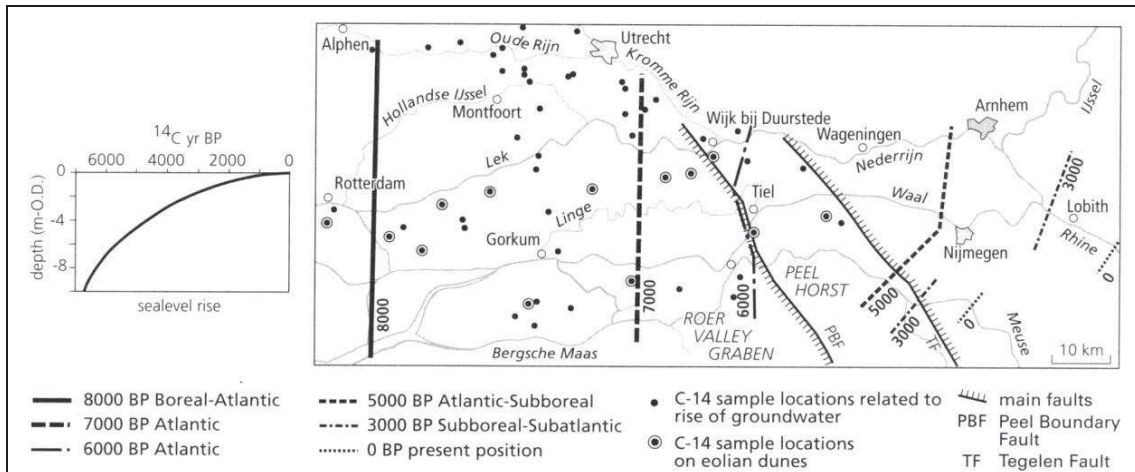 14C yr BP
6000 4000 2000 0
0
-4
-8
depth (m-O.D.)
sealevel rise
Alphen
Oude Rijn
Utrecht
Kromme Rijn
Hollandse IJssel
Montfoort
Wijk bij Duurstede
Wageningen
Arnhem
IJssel
Nederrijn
Lek
Rotterdam
Tiel
Waal
3000
Lobith
Linge
Gorkum
Nijmegen
Rhine
0
8000
7000
6000
PEEL
HORST
5000
3000
0
ROER
VALLEY
GRABEN
PBF
TF
Meuse
Bergsche Maas
10 km
8000 BP Boreal-Atlantic
7000 BP Atlantic
6000 BP Atlantic
5000 BP Atlantic-Subboreal
3000 BP Subboreal-Subatlantic
0 BP present position
C-14 sample locations related to
rise of groundwater
C-14 sample locations
on eolian dunes
main faults
PBF Peel Boundary
Fault
TF Tegelen Fault